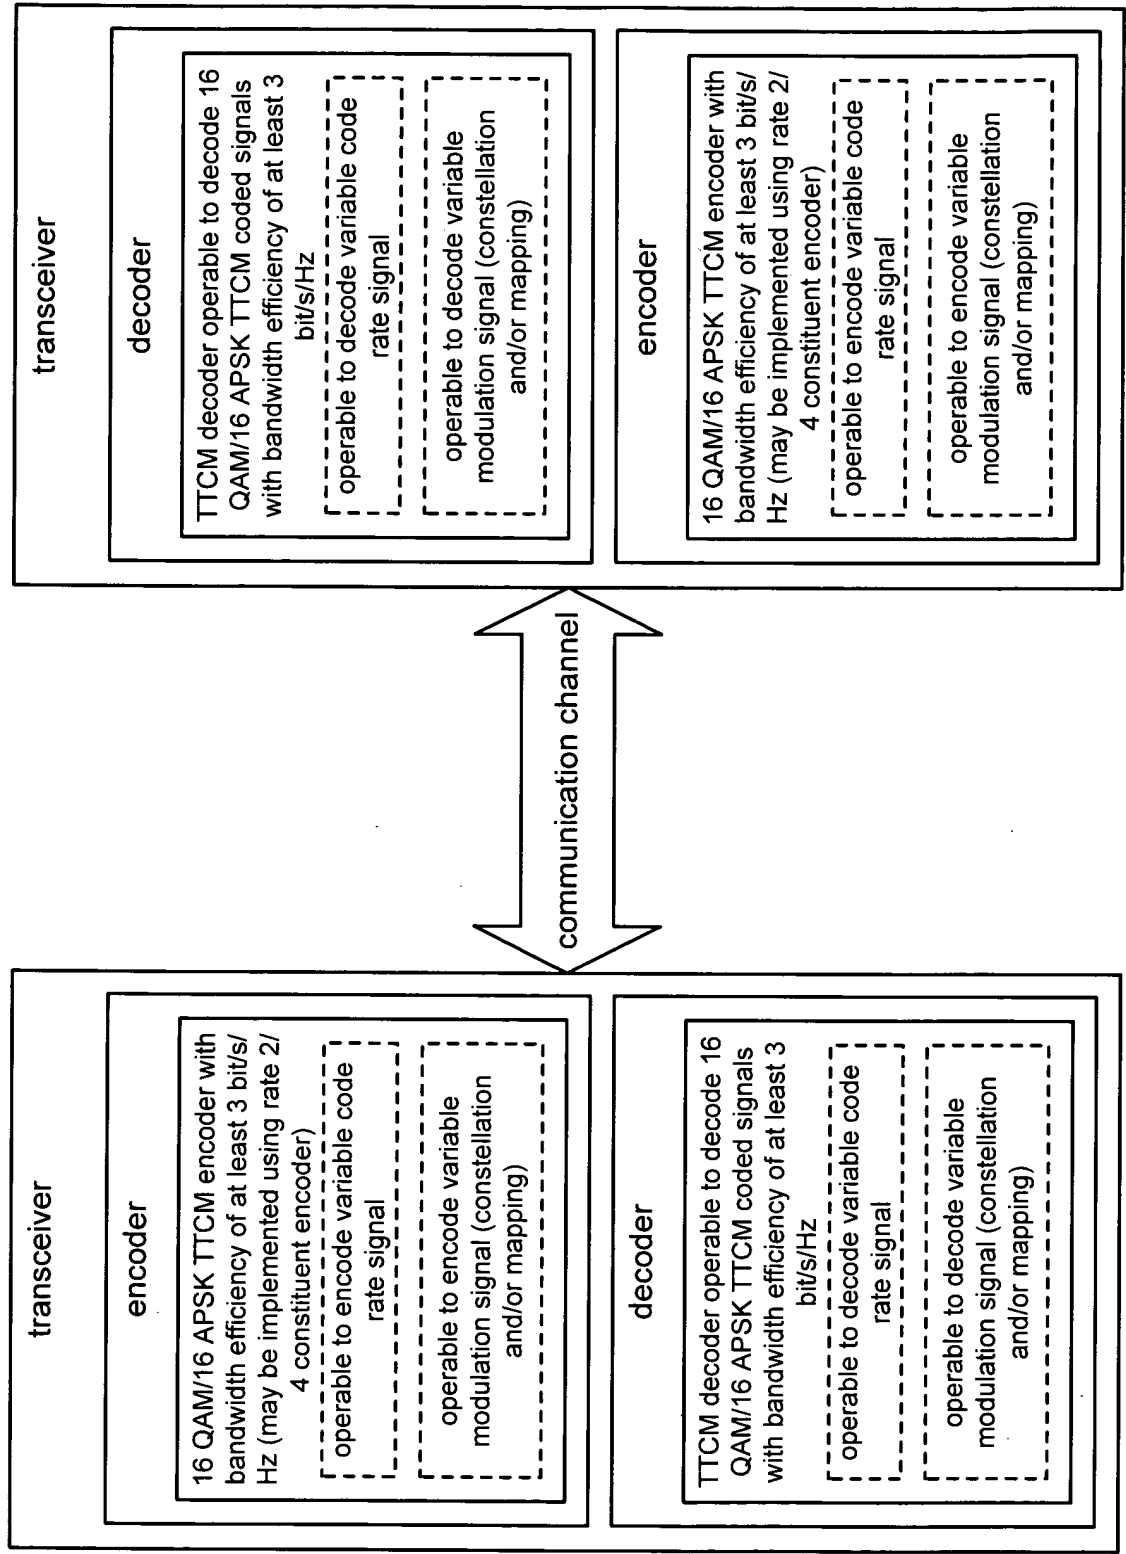 transceiver
encoder
16 QAM/16 APSK TTCM encoder with
bandwidth efficiency of at least 3 bit/s/
Hz (may be implemented using rate 2/
4 constituent encoder)
operable to encode variable code
rate signal
operable to encode variable
modulation signal (constellation
and/or mapping)
decoder
TTCM decoder operable to decode 16
QAM/16 APSK TTCM coded signals
with bandwidth efficiency of at least 3
bit/s/Hz
operable to decode variable code
rate signal
operable to decode variable
modulation signal (constellation
and/or mapping)
communication channel
transceiver
decoder
TTCM decoder operable to decode 16
QAM/16 APSK TTCM coded signals
with bandwidth efficiency of at least 3
bit/s/Hz
operable to decode variable code
rate signal
operable to decode variable
modulation signal (constellation
and/or mapping)
encoder
16 QAM/16 APSK TTCM encoder with
bandwidth efficiency of at least 3 bit/s/
Hz (may be implemented using rate 2/
4 constituent encoder)
operable to encode variable code
rate signal
operable to encode variable
modulation signal (constellation
and/or mapping)